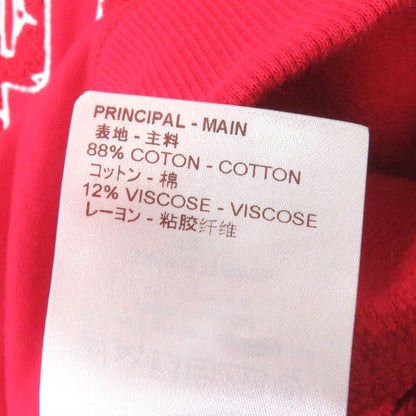 PRINCIPAL - MAIN
表地 - 主料
88% COTON - COTTON
コットン - 棉
12% VISCOSE - VISCOSE
レーヨン - 粘胶纤维